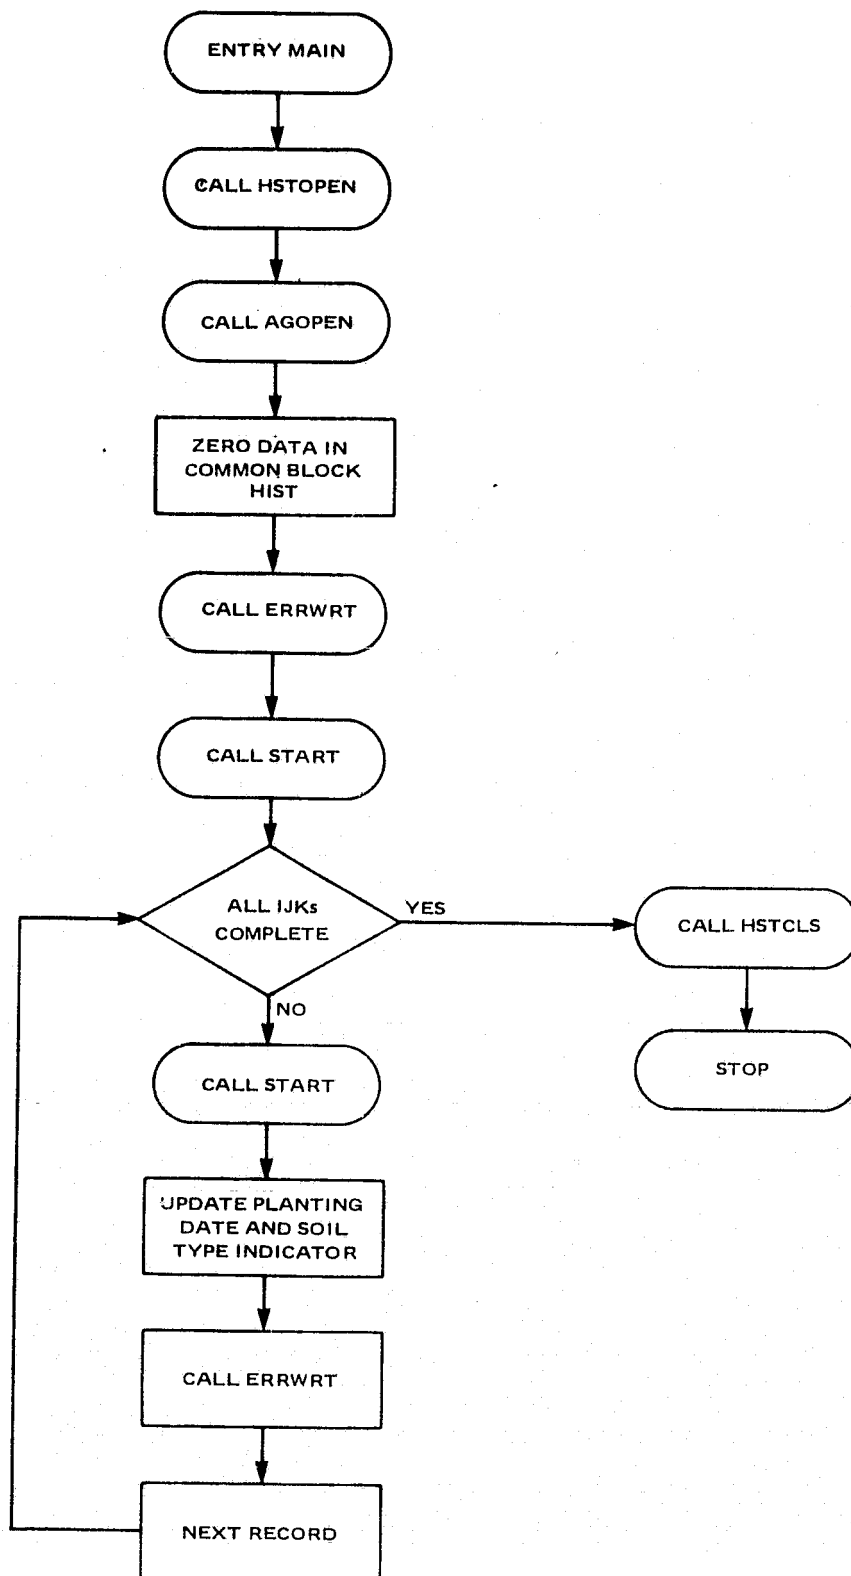 ENTRY MAIN
CALL HSTOPEN
CALL AGOPEN
ZERO DATA IN
COMMON BLOCK
HIST
CALL ERRWRT
CALL START
ALL IJKs
COMPLETE
YES
CALL HSTCLS
STOP
NO
CALL START
UPDATE PLANTING
DATE AND SOIL
TYPE INDICATOR
CALL ERRWRT
NEXT RECORD